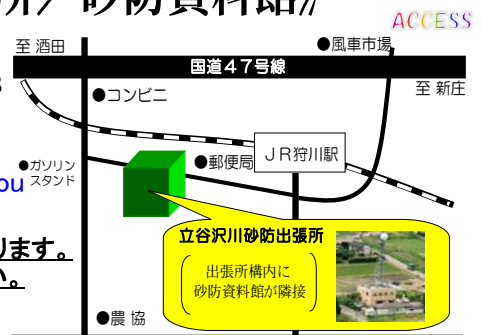 所／砂防資料館//
ACCESS
至 酒田
●風車市場
国道４７号線
至 新庄
●コンビニ
●郵便局
ＪＲ狩川駅
●ガソリン
スタンド
ou
立谷沢川砂防出張所
ります。
出張所構内に
砂防資料館が隣接
い。
●農 協